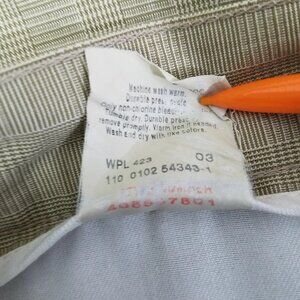 Machine wash warm,
Durable press cycle
Only non-chlorine bleach
Tumble dry. Durable press
remove promptly. Warm iron if needed.
Wash and dry with like colors.
WPL 423 03
110 0102 54343-1